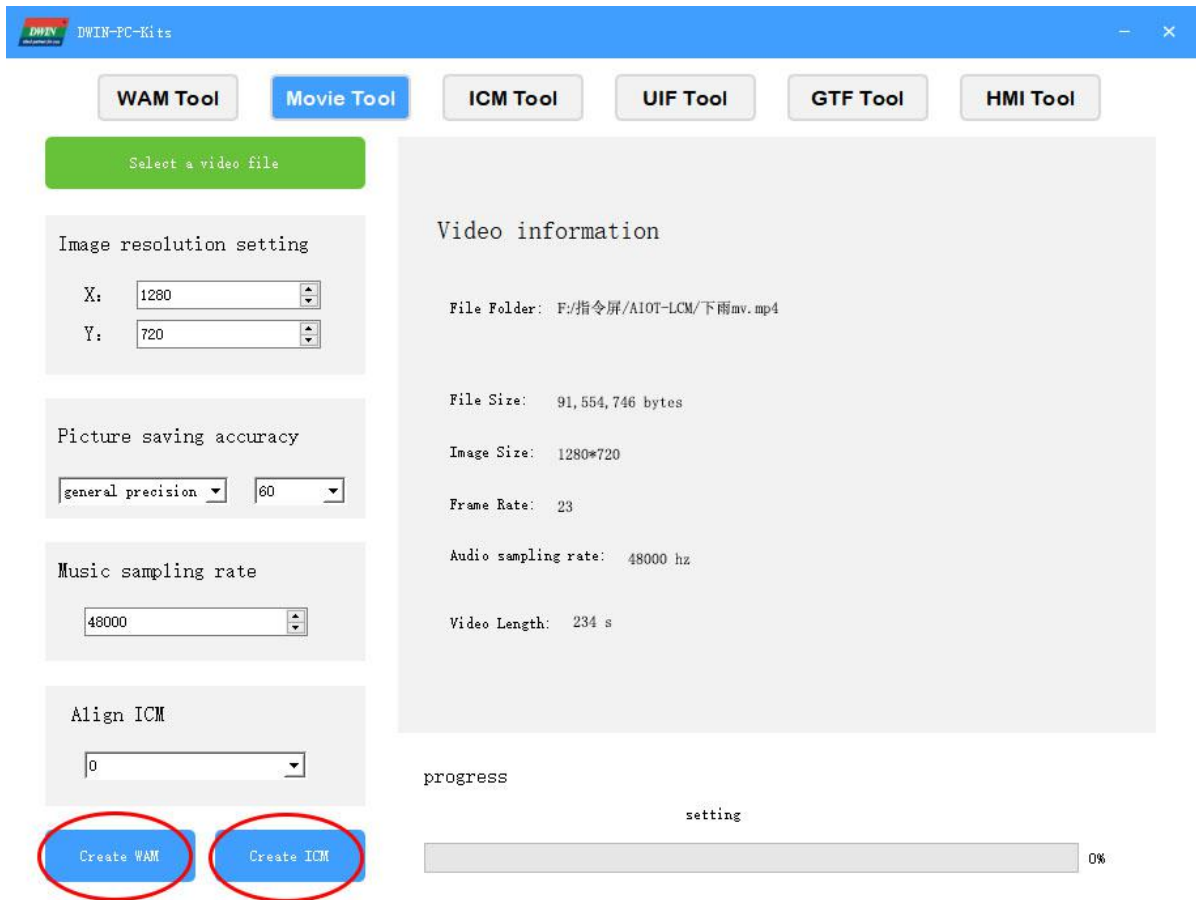 DWIN
DWIN-PC-Kits
WAM Tool
Movie Tool
ICM Tool
UIF Tool
GTF Tool
HMI Tool
Select a video file
Image resolution setting
X: 1280
Y: 720
Picture saving accuracy
general precision 60
Music sampling rate
48000
Align ICM
0
Create WAM
Create ICM
Video information
File Folder: F:/指令屏/AIOT-LCM/下雨mv.mp4
File Size: 91,554,746 bytes
Image Size: 1280*720
Frame Rate: 23
Audio sampling rate: 48000 hz
Video Length: 234 s
progress
setting
0%